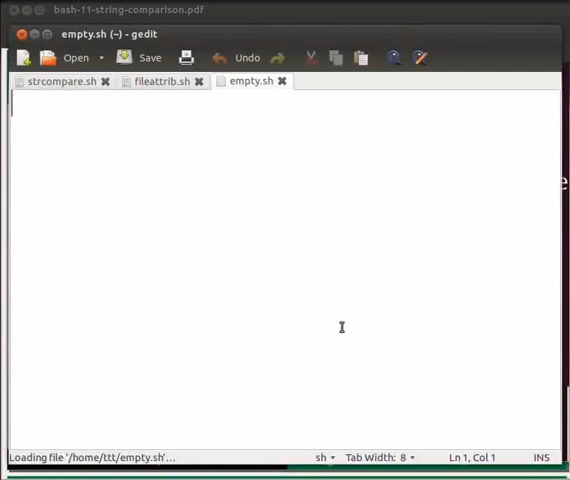 bash-11-string-comparison.pdf
empty.sh (~) - gedit
Open Save Undo
strcompare.sh fileattrib.sh empty.sh
e
Loading file '/home/ttt/empty.sh'... sh Tab Width: 8 Ln 1, Col 1 INS